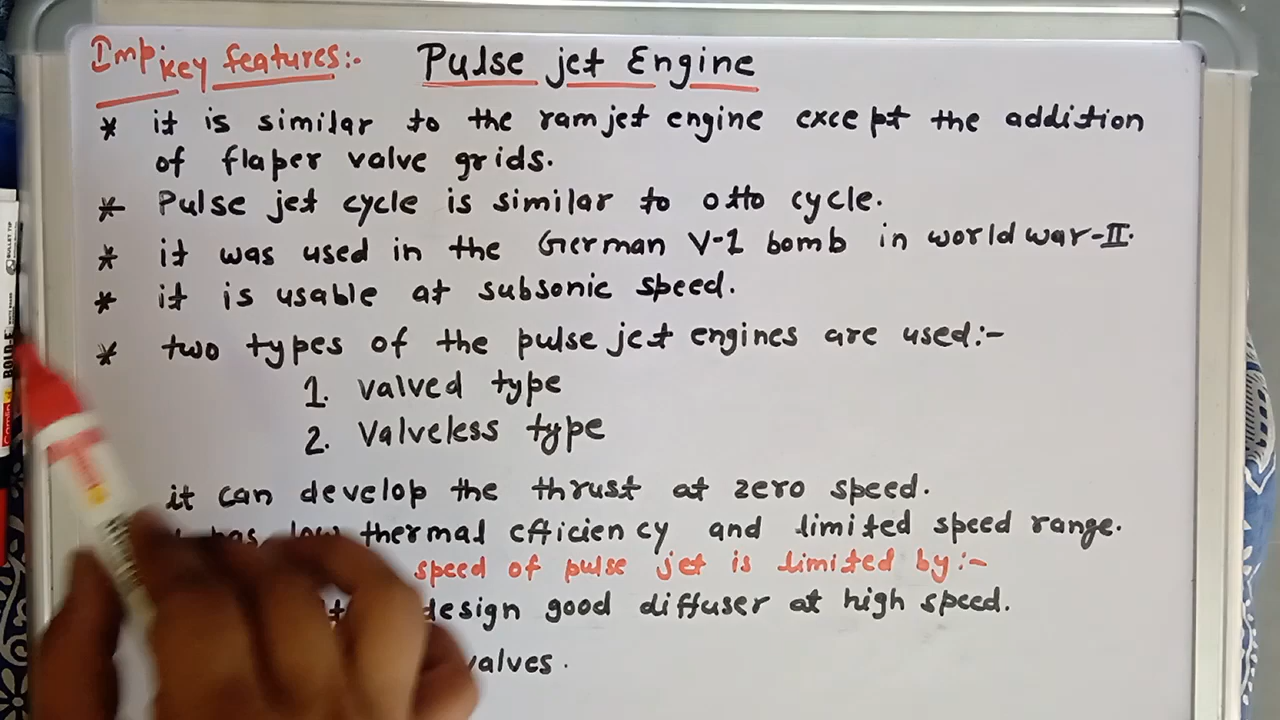 Imp key features:- Pulse jet Engine
* it is similar to the ramjet engine except the addition
of flaper valve grids.
* Pulse jet cycle is similar to otto cycle.
* it was used in the German V-1 bomb in world war-II.
* it is usable at subsonic speed.
* two types of the pulse jet engines are used:-
1. valved type
2. Valveless type
it can develop the thrust at zero speed.
has low thermal efficiency and limited speed range.
speed of pulse jet is limited by:-
design good diffuser at high speed.
valves.